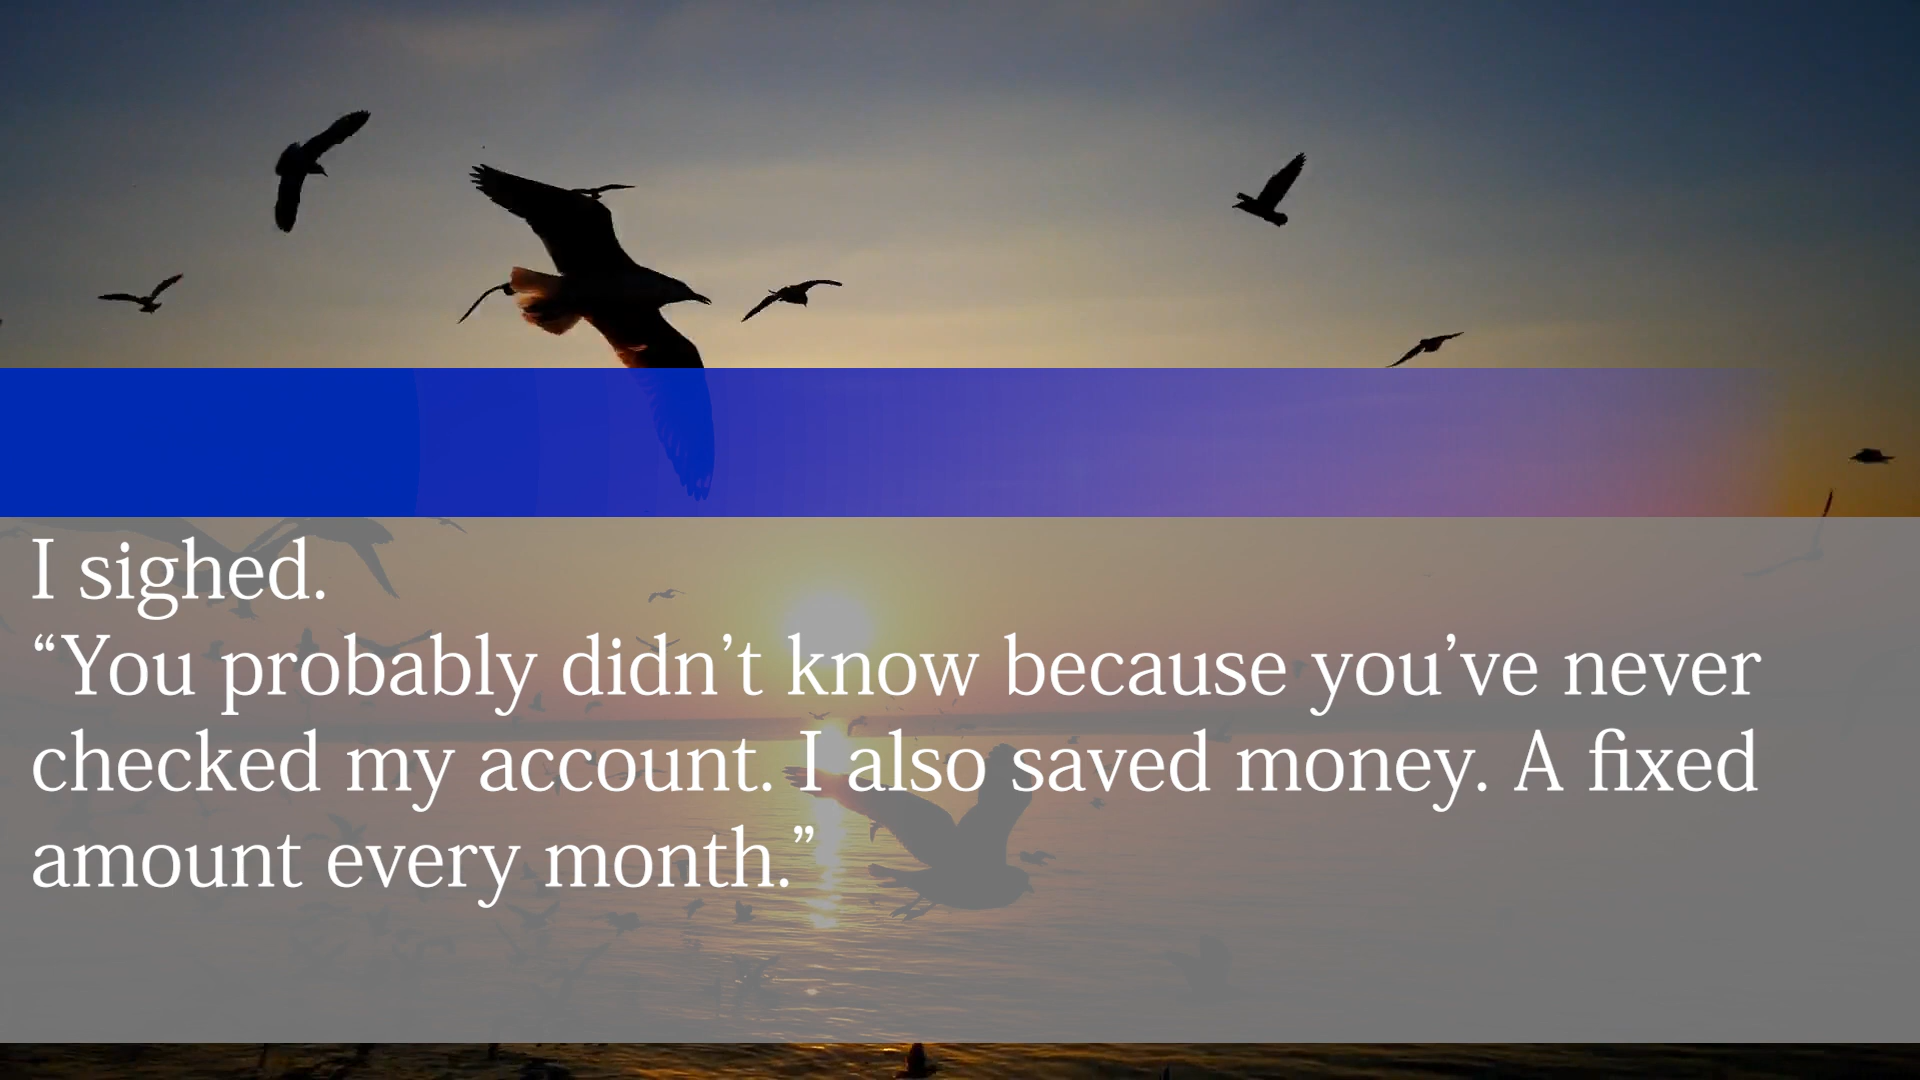 I sighed.
“You probably didn’t know because you’ve never
checked my account. I also saved money. A fixed
amount every month.”